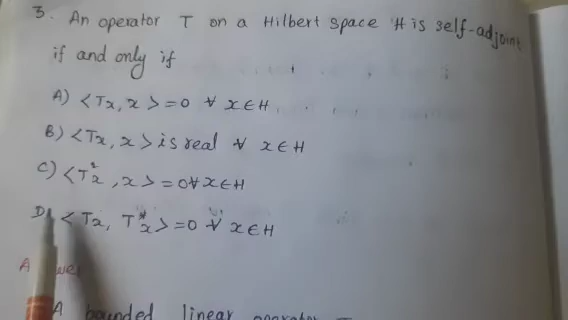 3. An operator T on a Hilbert space H is self-adjoint
if and only if
A) <Tx, x> = 0 ∀ x ∈ H
B) <Tx, x> is real ∀ x ∈ H
C) <T²x, x> = 0 ∀ x ∈ H
D) <Tx, T*x> = 0 ∀ x ∈ H
A bounded linear operator